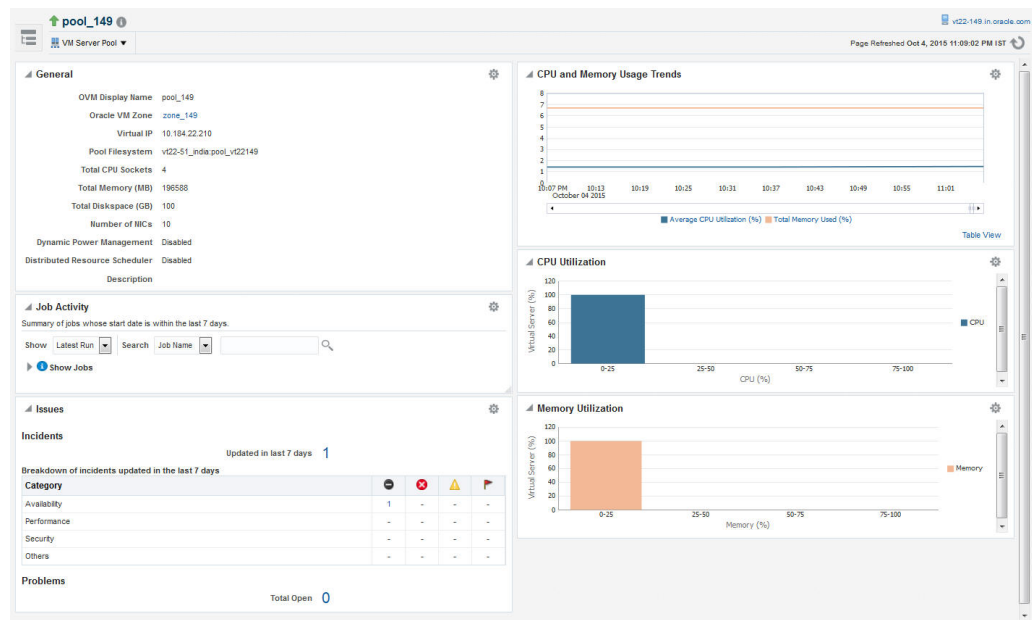 pool_149
vt22-149.in.oracle.com
VM Server Pool
Page Refreshed Oct 4, 2015 11:09:02 PM IST
General
OVM Display Name pool_149
Oracle VM Zone zone_149
Virtual IP 10.184.22.210
Pool Filesystem vt22-51_india:pool_vt22149
Total CPU Sockets 4
Total Memory (MB) 196588
Total Diskspace (GB) 100
Number of NICs 10
Dynamic Power Management Disabled
Distributed Resource Scheduler Disabled
Description
Job Activity
Summary of jobs whose start date is within the last 7 days.
Show Latest Run Search Job Name
Show Jobs
Issues
Incidents
Updated in last 7 days 1
Breakdown of incidents updated in the last 7 days
Category
Availability 1 - - -
Performance - - - -
Security - - - -
Others - - - -
Problems
Total Open 0
CPU and Memory Usage Trends
8
7
6
5
4
3
2
1
0
10:07 PM 10:13 10:19 10:25 10:31 10:37 10:43 10:49 10:55 11:01
October 04 2015
Average CPU Utilization (%) Total Memory Used (%)
Table View
CPU Utilization
Virtual Server (%)
120
100
80
60
40
20
0
0-25 25-50 50-75 75-100
CPU (%)
CPU
Memory Utilization
Virtual Server (%)
120
100
80
60
40
20
0
0-25 25-50 50-75 75-100
Memory (%)
Memory